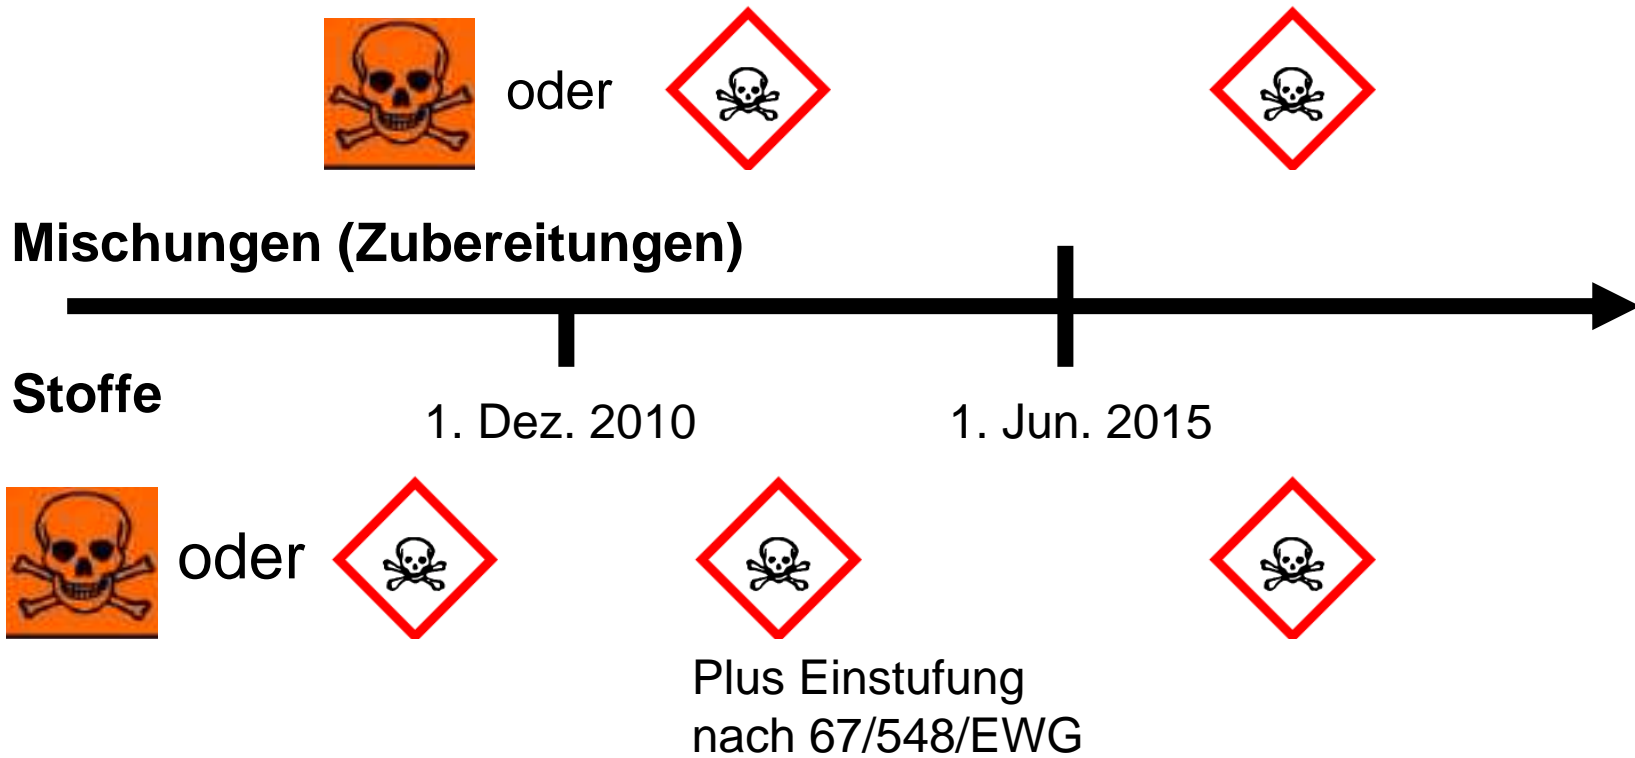 oder
Mischungen (Zubereitungen)
Stoffe
1. Dez. 2010
1. Jun. 2015
oder
Plus Einstufung
nach 67/548/EWG